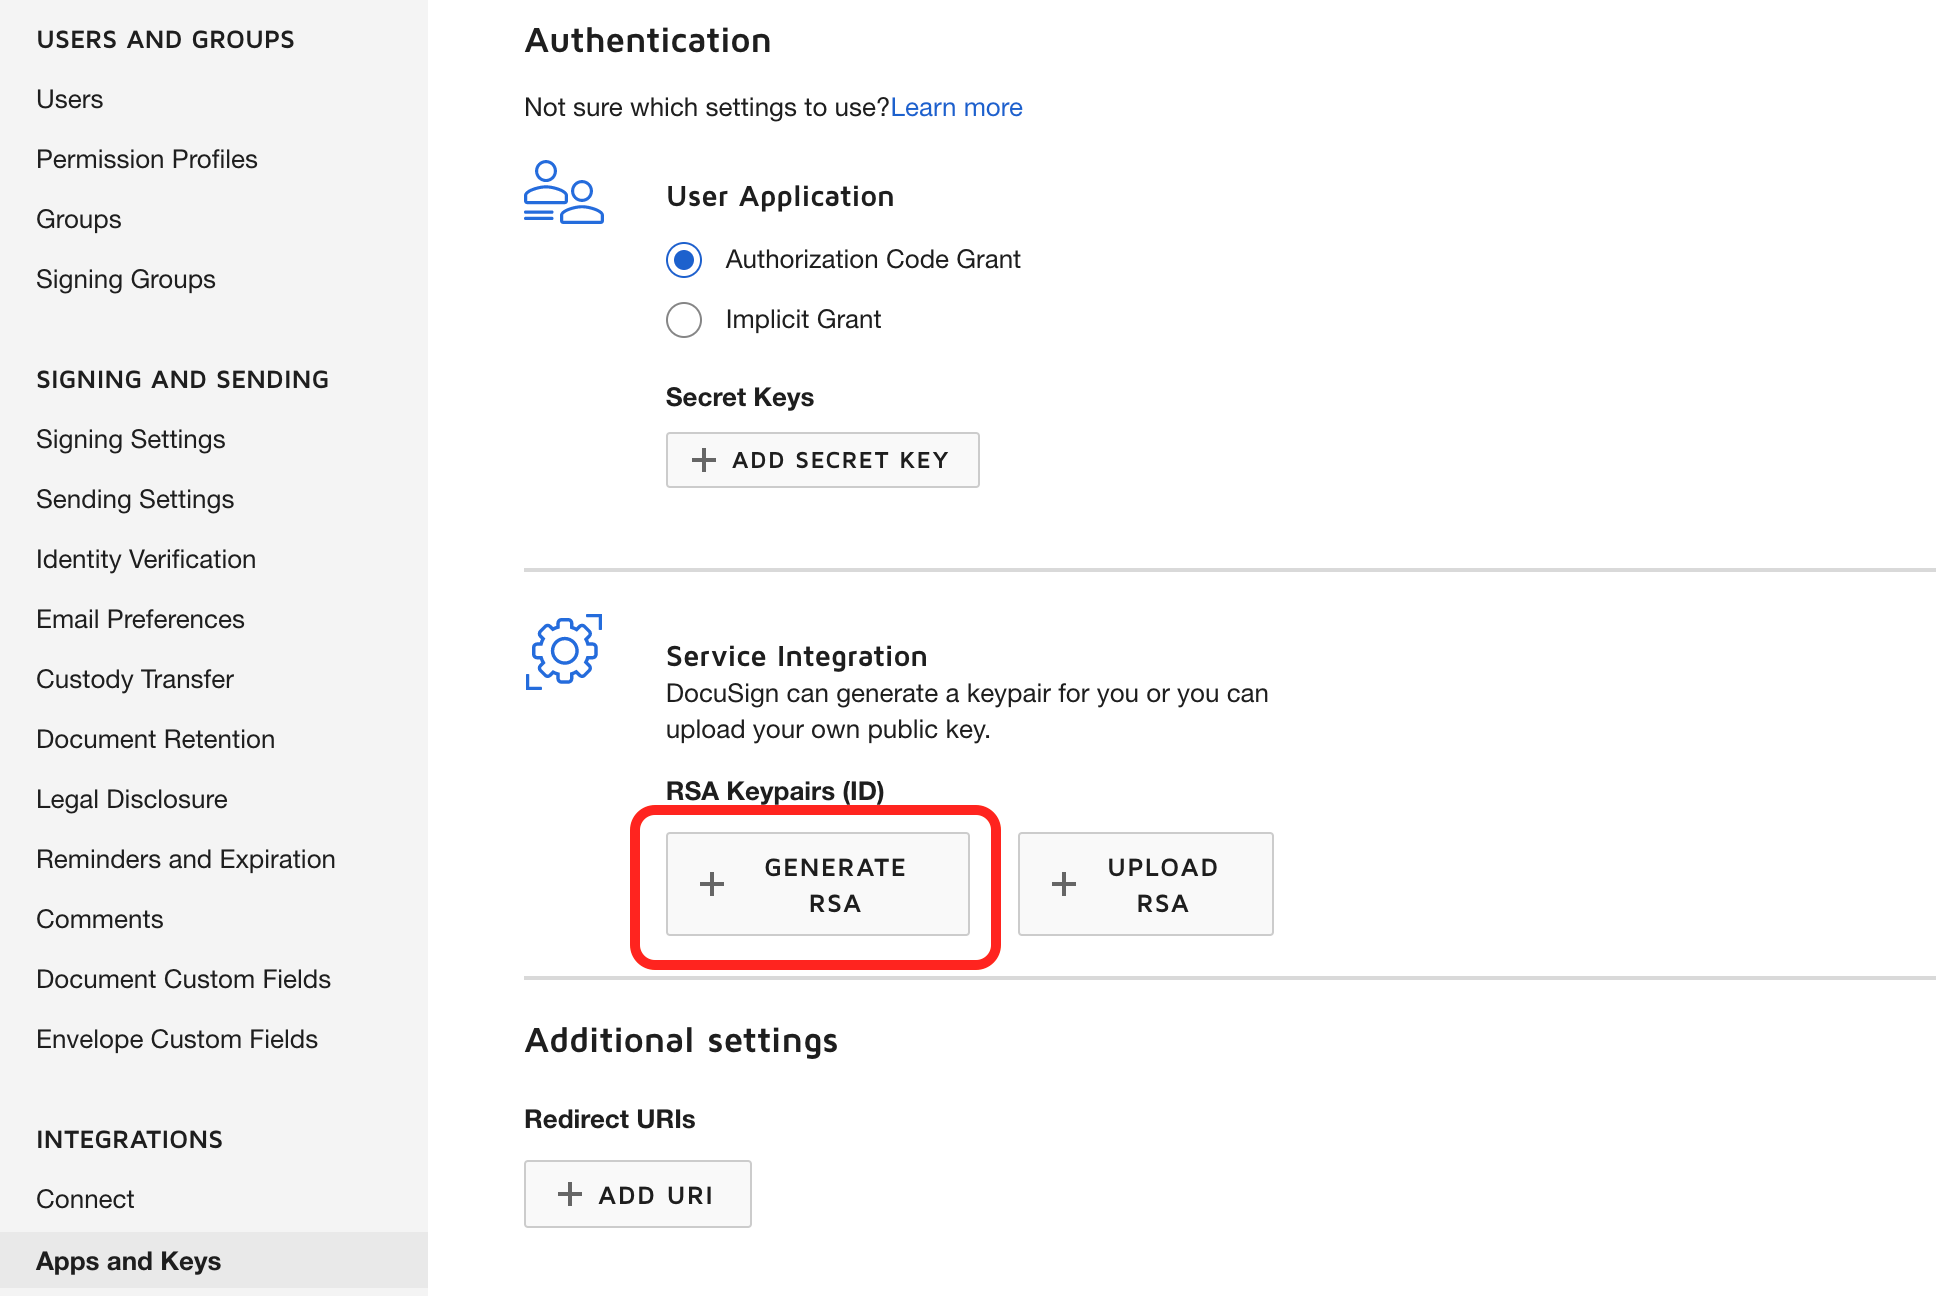 USERS AND GROUPS
Users
Permission Profiles
Groups
Signing Groups
SIGNING AND SENDING
Signing Settings
Sending Settings
Identity Verification
Email Preferences
Custody Transfer
Document Retention
Legal Disclosure
Reminders and Expiration
Comments
Document Custom Fields
Envelope Custom Fields
INTEGRATIONS
Connect
Apps and Keys
Authentication
Not sure which settings to use?Learn more
User Application
Authorization Code Grant
Implicit Grant
Secret Keys
ADD SECRET KEY
Service Integration
DocuSign can generate a keypair for you or you can
upload your own public key.
RSA Keypairs (ID)
GENERATE
RSA
UPLOAD
RSA
Additional settings
Redirect URIs
ADD URI